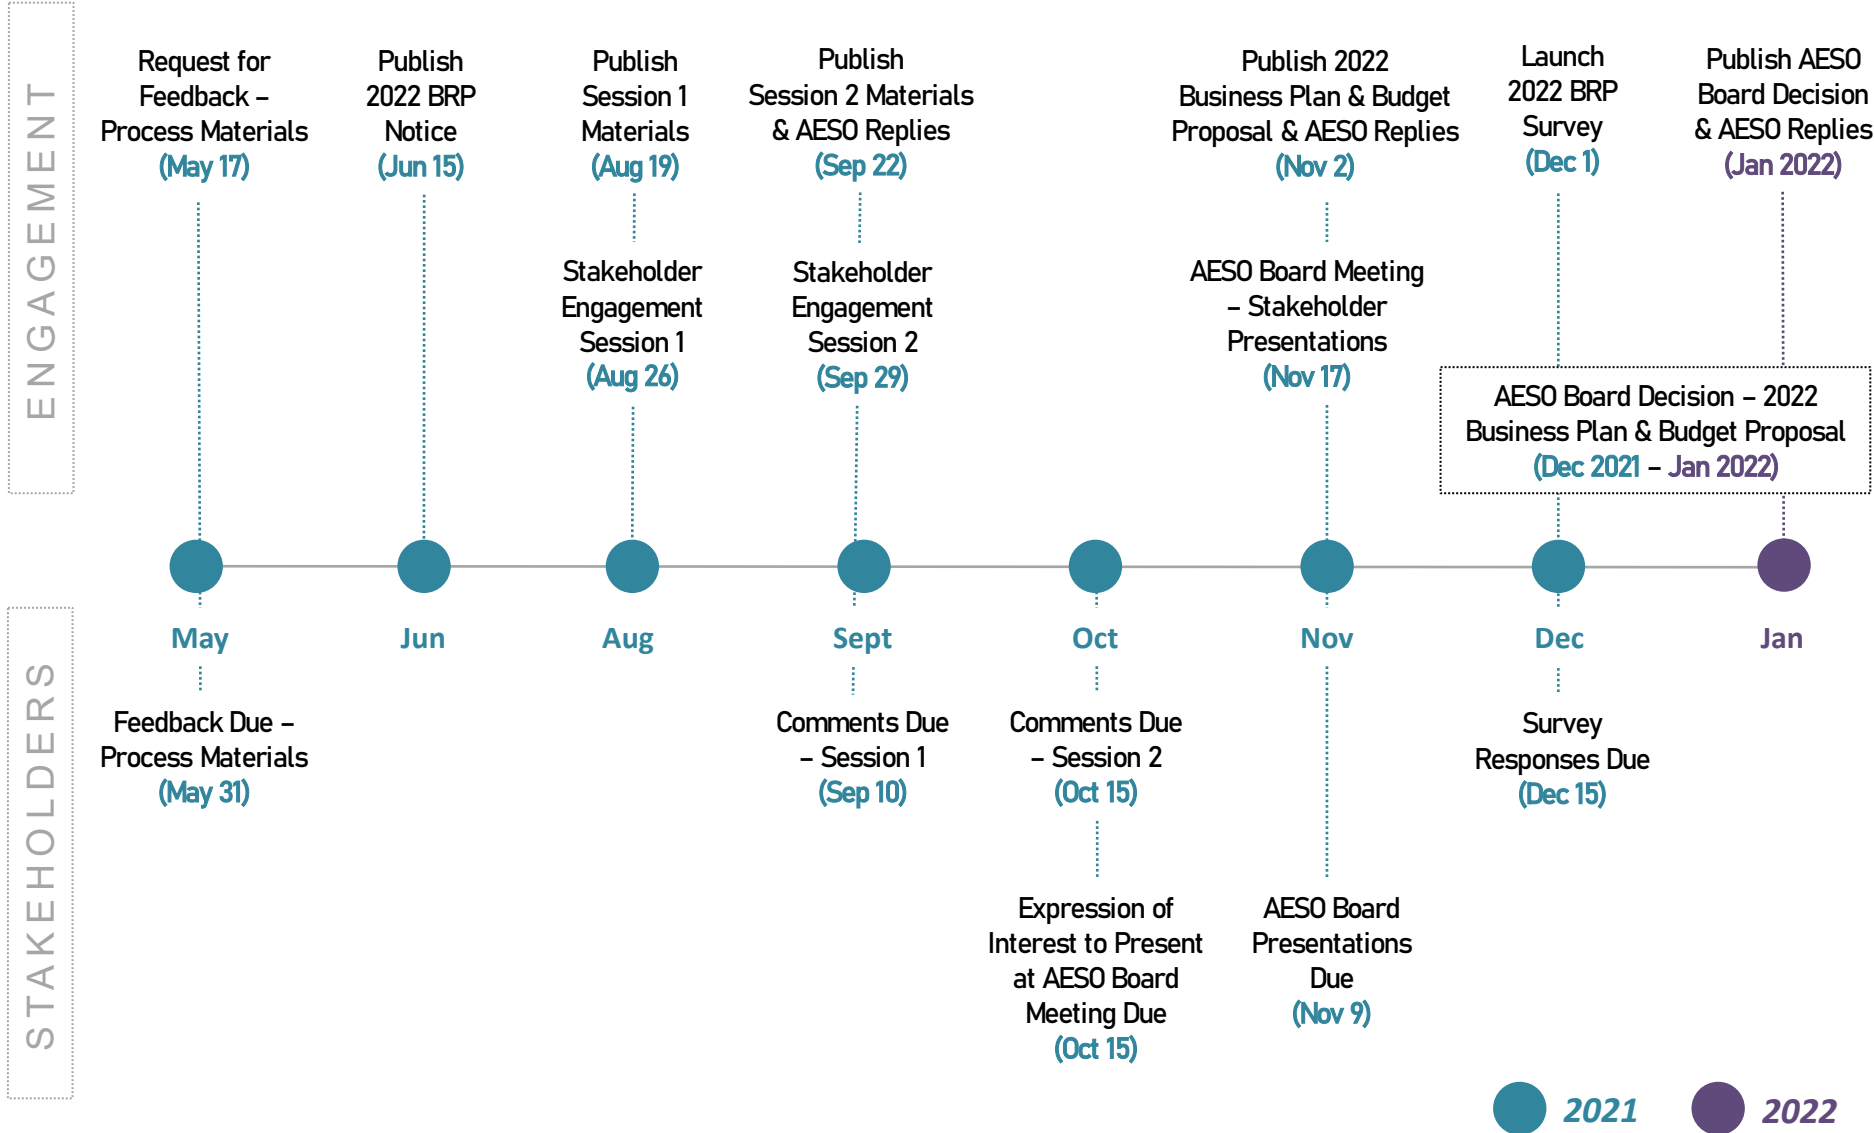 ENGAGEMENT
Request for
Feedback –
Process Materials
(May 17)
Publish
2022 BRP
Notice
(Jun 15)
Publish
Session 1
Materials
(Aug 19)
Stakeholder
Engagement
Session 1
(Aug 26)
Publish
Session 2 Materials
& AESO Replies
(Sep 22)
Stakeholder
Engagement
Session 2
(Sep 29)
Publish 2022
Business Plan & Budget
Proposal & AESO Replies
(Nov 2)
AESO Board Meeting
– Stakeholder
Presentations
(Nov 17)
Launch
2022 BRP
Survey
(Dec 1)
Publish AESO
Board Decision
& AESO Replies
(Jan 2022)
AESO Board Decision – 2022
Business Plan & Budget Proposal
(Dec 2021 – Jan 2022)
May
Jun
Aug
Sept
Oct
Nov
Dec
Jan
STAKEHOLDERS
Feedback Due –
Process Materials
(May 31)
Comments Due
– Session 1
(Sep 10)
Comments Due
– Session 2
(Oct 15)
Expression of
Interest to Present
at AESO Board
Meeting Due
(Oct 15)
AESO Board
Presentations
Due
(Nov 9)
Survey
Responses Due
(Dec 15)
2021
2022